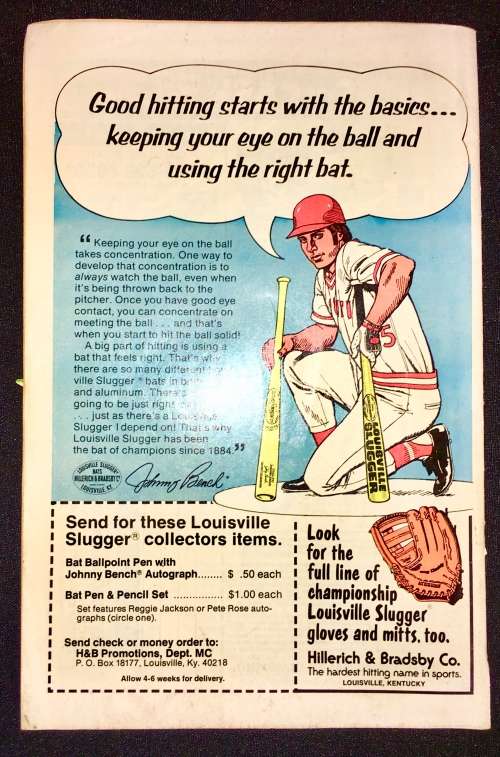 Good hitting starts with the basics...
keeping your eye on the ball and
using the right bat.
“ Keeping your eye on the ball
takes concentration. One way to
develop that concentration is to
always watch the ball, even when
it's being thrown back to the
pitcher. Once you have good eye
contact, you can concentrate on
meeting the ball . . . and that's
when you start to hit the ball solid!
A big part of hitting is using a
bat that feels right. That's why
there are so many different
ville Slugger® bats in
and aluminum. There's
going to be just right
. . . just as there's a Louisville
Slugger I depend on! That's why
Louisville Slugger has been
the bat of champions since 1884.”
LOUISVILLE SLUGGER
BATS
HILLERICH & BRADSBY CO
LOUISVILLE, KY.
Johnny Bench
5
LOUISVILLE
SLUGGER
Send for these Louisville
Slugger® collectors items.
Bat Ballpoint Pen with
Johnny Bench® Autograph....... $ .50 each
Bat Pen & Pencil Set ............... $1.00 each
Set features Reggie Jackson or Pete Rose auto-
graphs (circle one).
Send check or money order to:
H&B Promotions, Dept. MC
P. O. Box 18177, Louisville, Ky. 40218
Allow 4-6 weeks for delivery.
Look
for the
full line of
championship
Louisville Slugger
gloves and mitts, too.
Hillerich & Bradsby Co.
The hardest hitting name in sports.
LOUISVILLE, KENTUCKY